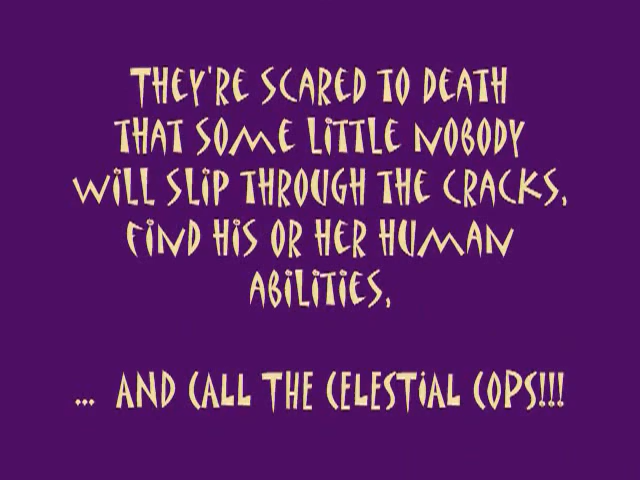 THEY'RE SCARED TO DEATH
THAT SOME LITTLE NOBODY
WILL SLIP THROUGH THE CRACKS,
FIND HIS OR HER HUMAN
ABILITIES,
... AND CALL THE CELESTIAL COPS!!!